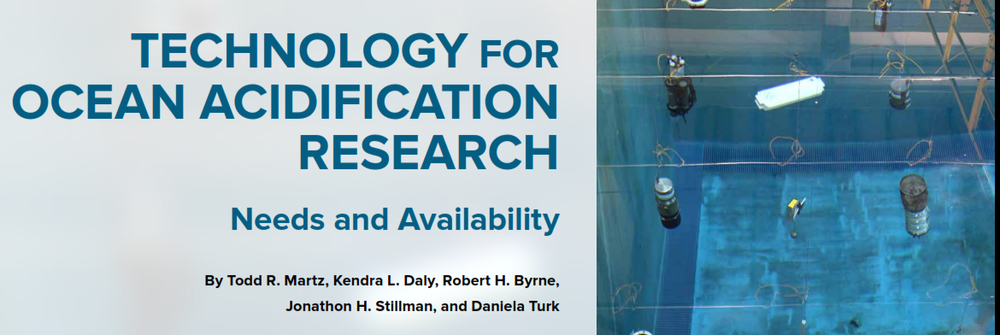 TECHNOLOGY FOR
OCEAN ACIDIFICATION
RESEARCH
Needs and Availability
By Todd R. Martz, Kendra L. Daly, Robert H. Byrne,
Jonathon H. Stillman, and Daniela Turk